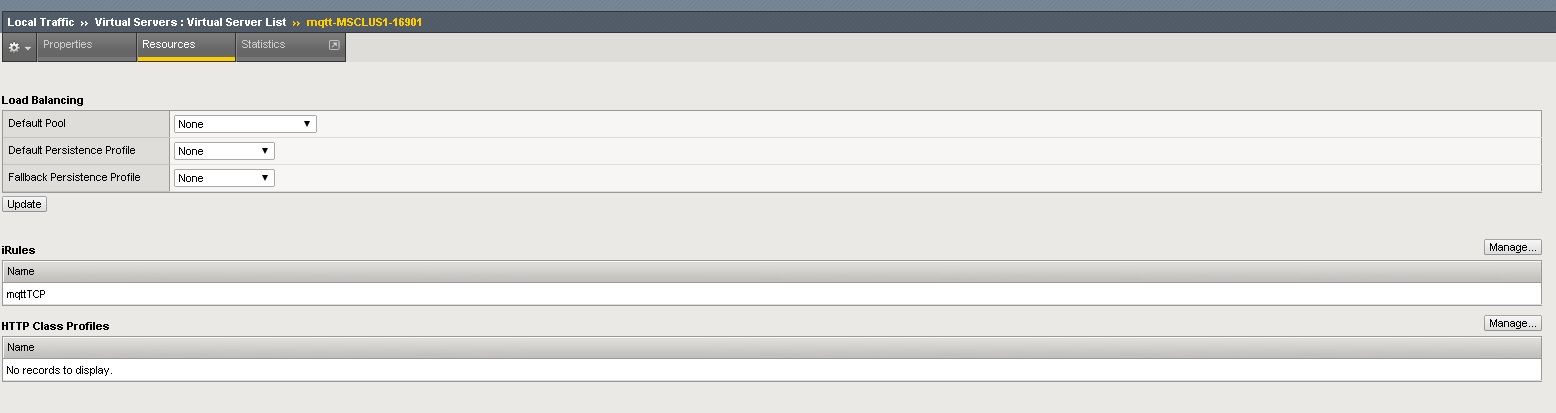 Local Traffic ›› Virtual Servers : Virtual Server List ›› mqtt-MSCLUS1-16901
Properties Resources Statistics
Load Balancing
Default Pool None
Default Persistence Profile None
Fallback Persistence Profile None
Update
iRules Manage...
Name
mqttTCP
HTTP Class Profiles Manage...
Name
No records to display.